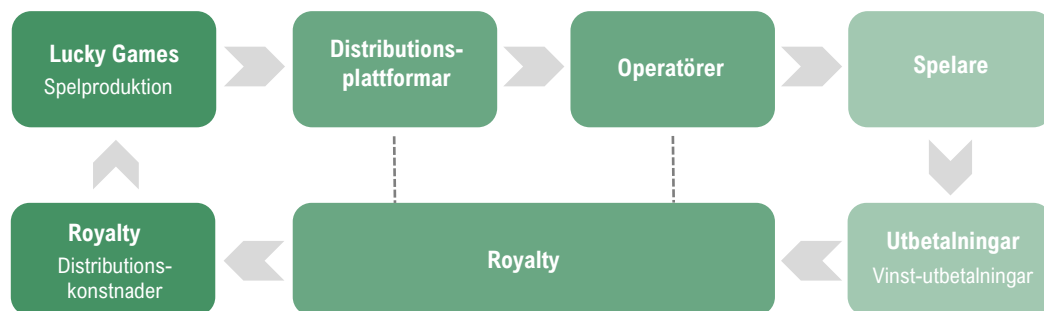 Lucky Games
Spelproduktion
Distributions-
plattformar
Operatörer
Spelare
Royalty
Distributions-
konstnader
Royalty
Utbetalningar
Vinst-utbetalningar